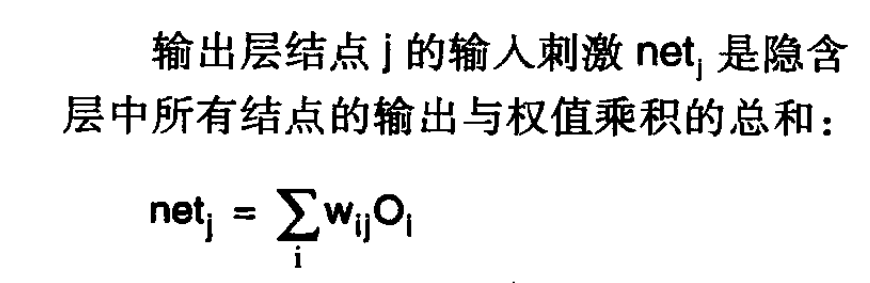 输出层结点 j 的输入刺激 netⱼ 是隐含
层中所有结点的输出与权值乘积的总和：
netⱼ = ∑ wᵢⱼOᵢ
i